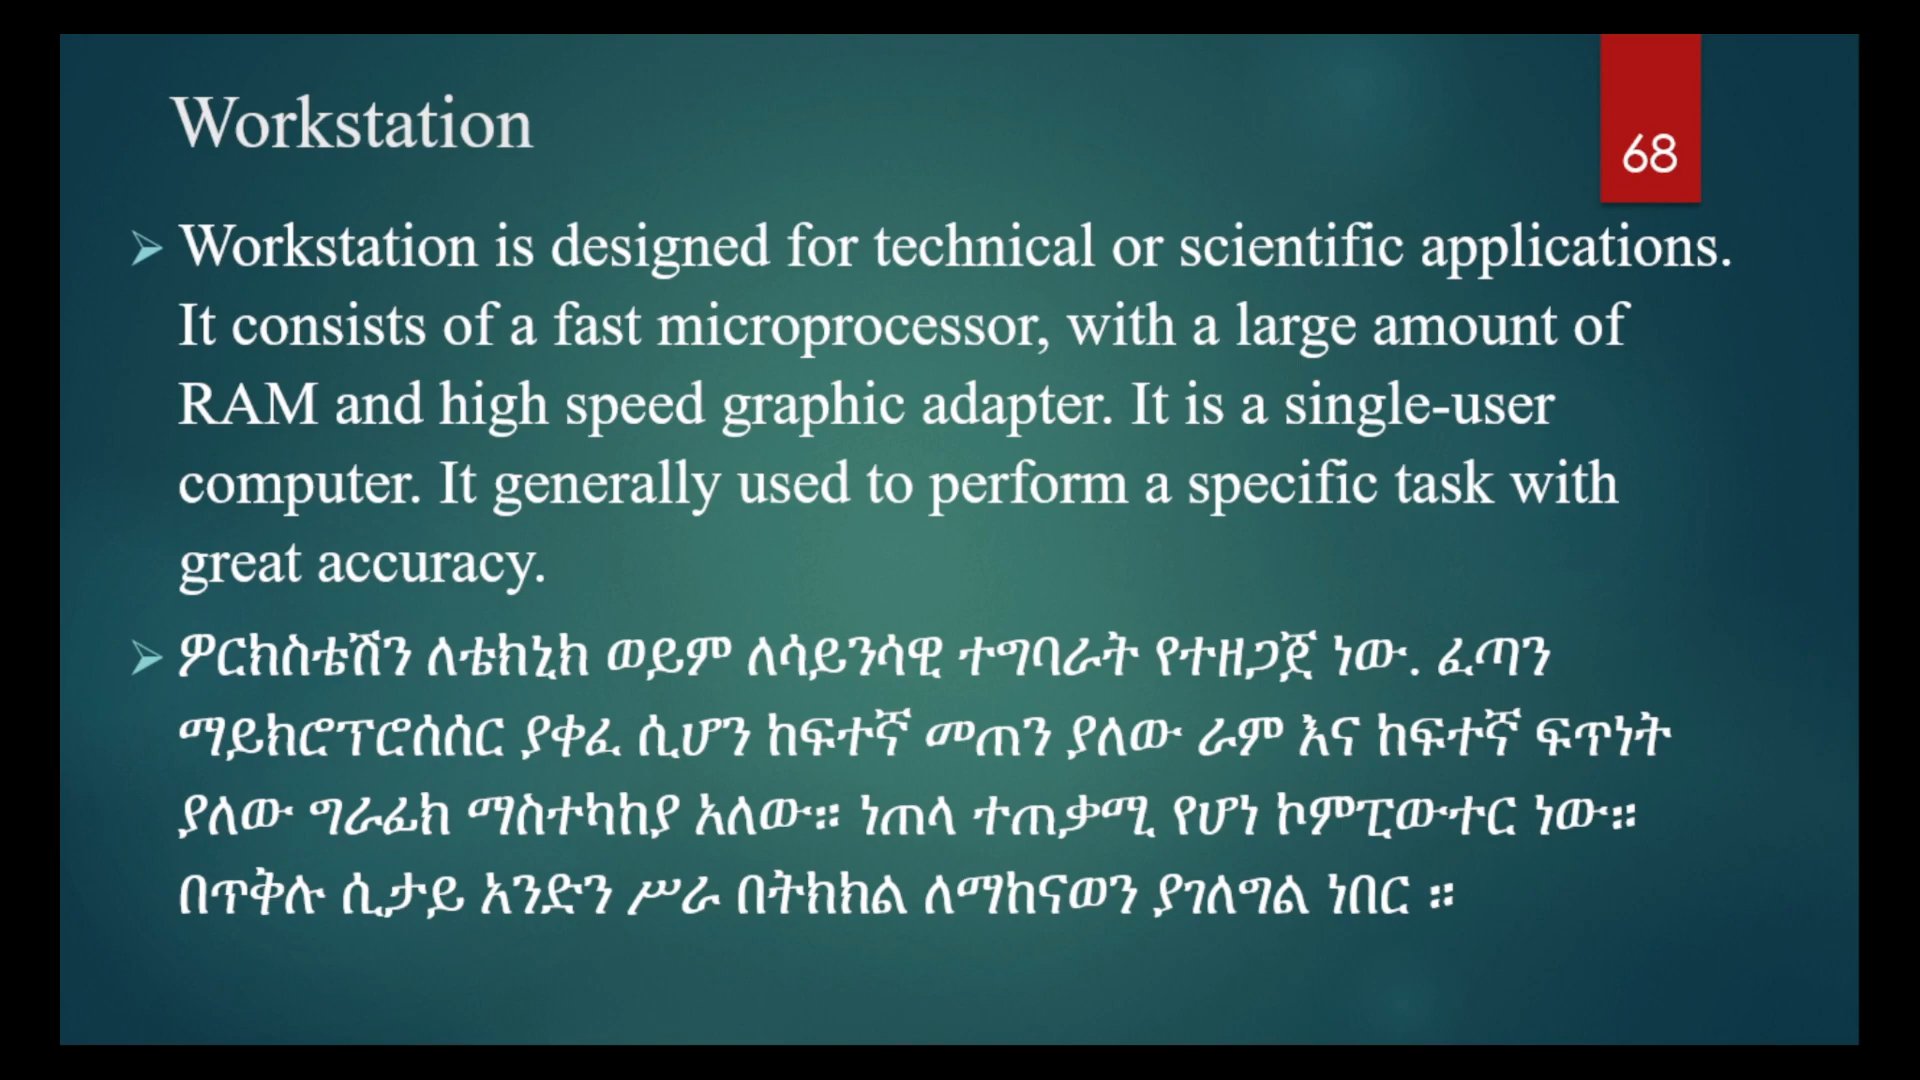 Workstation
68
Workstation is designed for technical or scientific applications.
It consists of a fast microprocessor, with a large amount of
RAM and high speed graphic adapter. It is a single-user
computer. It generally used to perform a specific task with
great accuracy.
ዎርክስቴሽን ለቴክኒክ ወይም ለሳይንሳዊ ተግባራት የተዘጋጀ ነው. ፈጣን
ማይክሮፕሮሰሰር ያቀፈ ሲሆን ከፍተኛ መጠን ያለው ራም እና ከፍተኛ ፍጥነት
ያለው ግራፊክ ማስተካከያ አለው። ነጠላ ተጠቃሚ የሆነ ኮምፒውተር ነው።
በጥቅሉ ሲታይ አንድን ሥራ በትክክል ለማከናወን ያገለግል ነበር ።